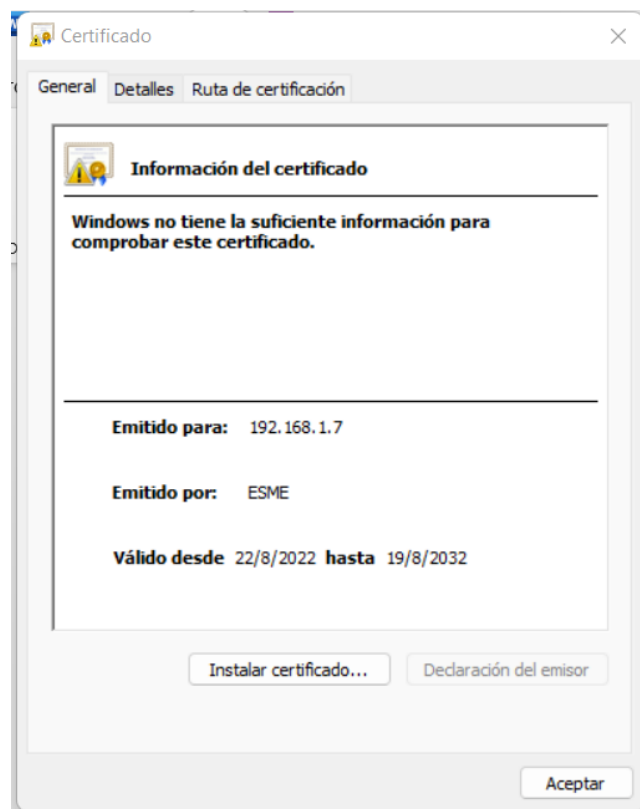 Certificado
General Detalles Ruta de certificación
Información del certificado
Windows no tiene la suficiente información para
comprobar este certificado.
Emitido para: 192.168.1.7
Emitido por: ESME
Válido desde 22/8/2022 hasta 19/8/2032
Instalar certificado... Declaración del emisor
Aceptar